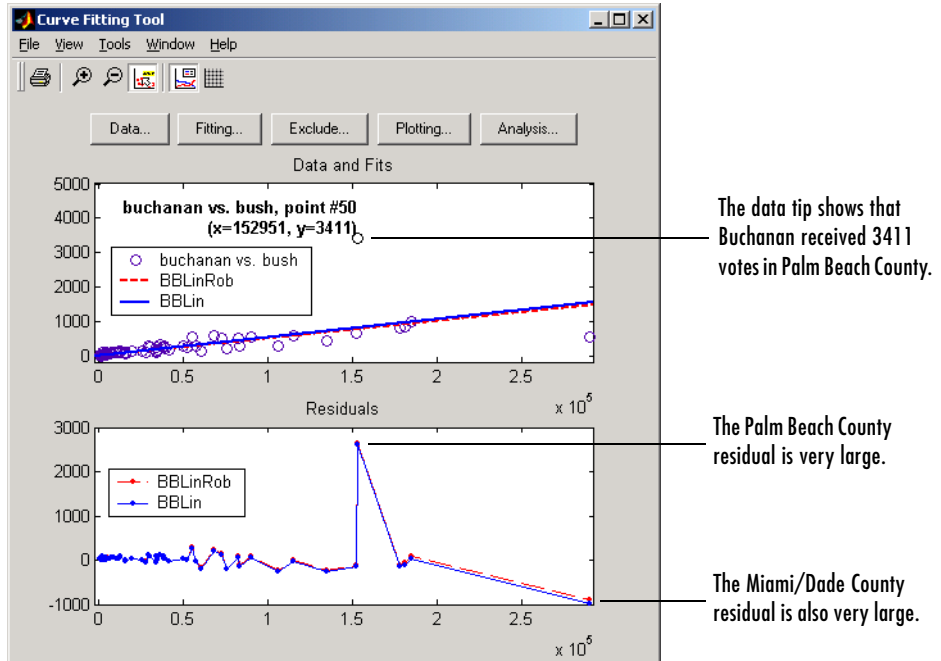 Curve Fitting Tool
File View Tools Window Help
Data... Fitting... Exclude... Plotting... Analysis...
Data and Fits
5000
4000
3000
2000
1000
0
buchanan vs. bush, point #50
(x=152951, y=3411)
buchanan vs. bush
BBLinRob
BBLin
0 0.5 1 1.5 2 2.5
x 10^5
The data tip shows that
Buchanan received 3411
votes in Palm Beach County.
Residuals
3000
2000
1000
0
-1000
BBLinRob
BBLin
0 0.5 1 1.5 2 2.5
x 10^5
The Palm Beach County
residual is very large.
The Miami/Dade County
residual is also very large.